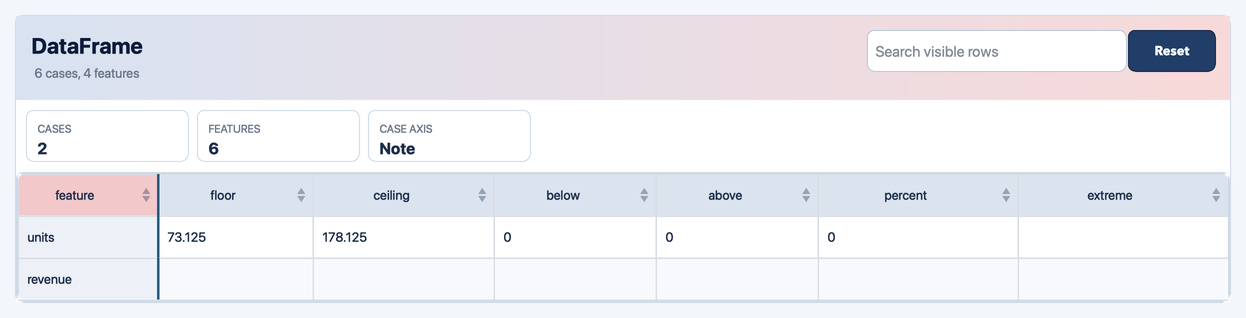 DataFrame
6 cases, 4 features
Search visible rows
Reset
CASES
2
FEATURES
6
CASE AXIS
Note
feature floor ceiling below above percent extreme
units 73.125 178.125 0 0 0
revenue